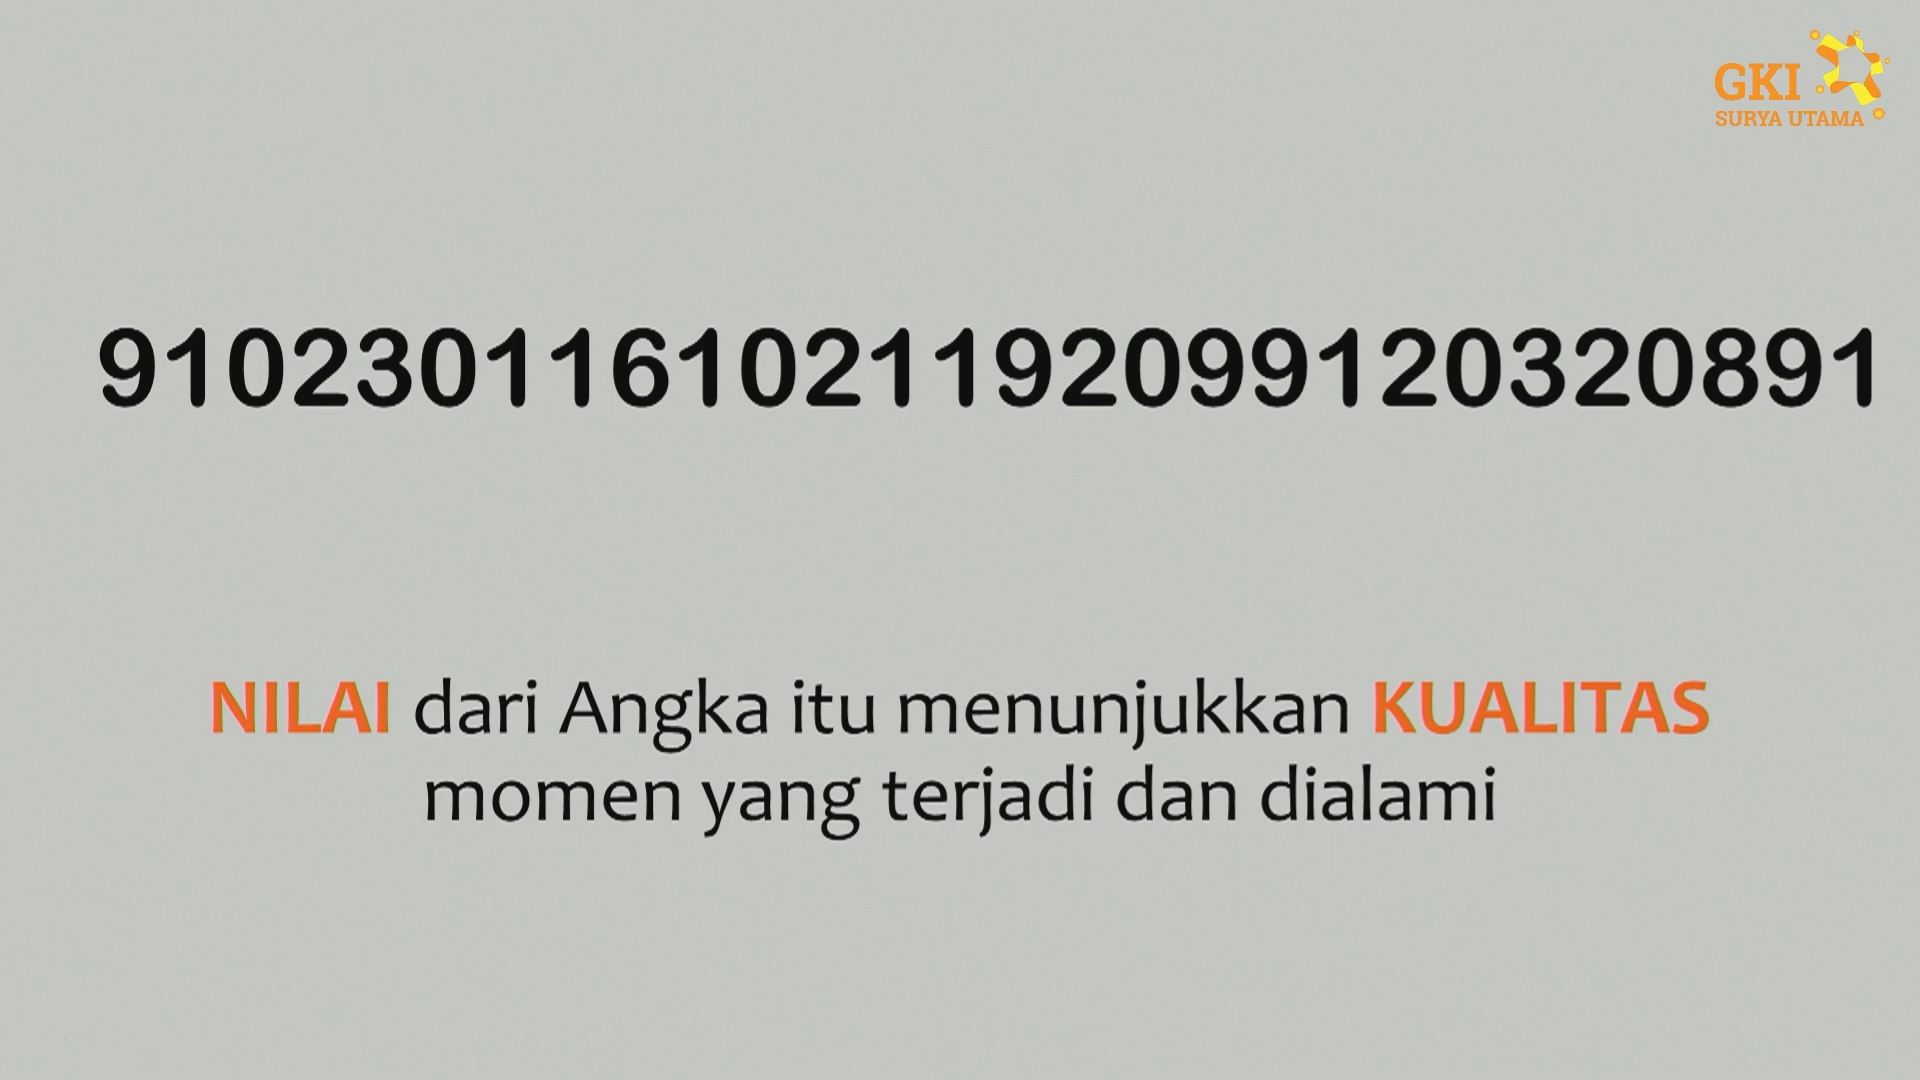 GKI
SURYA UTAMA
9102301161021192099120320891
NILAI dari Angka itu menunjukkan KUALITAS
momen yang terjadi dan dialami